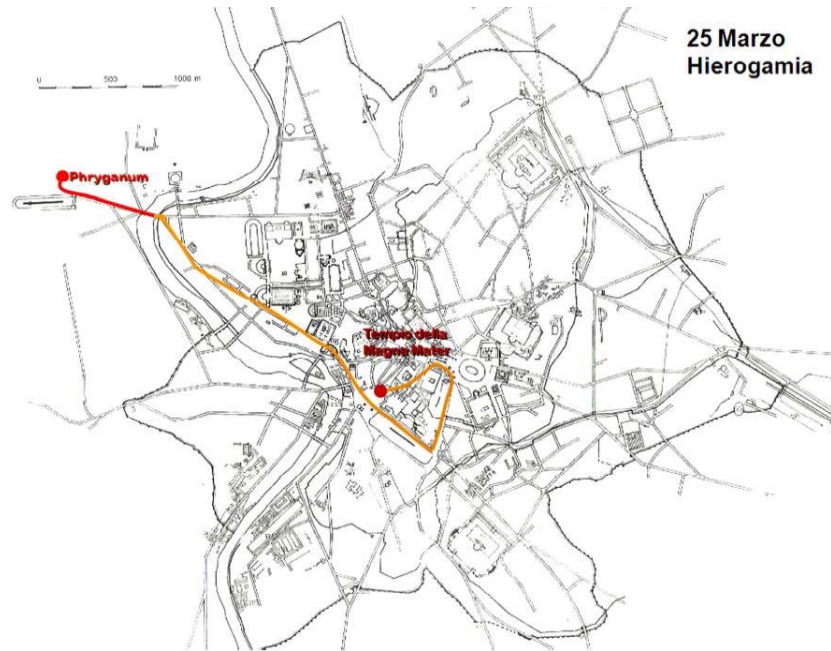 25 Marzo
Hierogamia
0 500 1000 m
Phryganum
Tempio della
Magna Mater